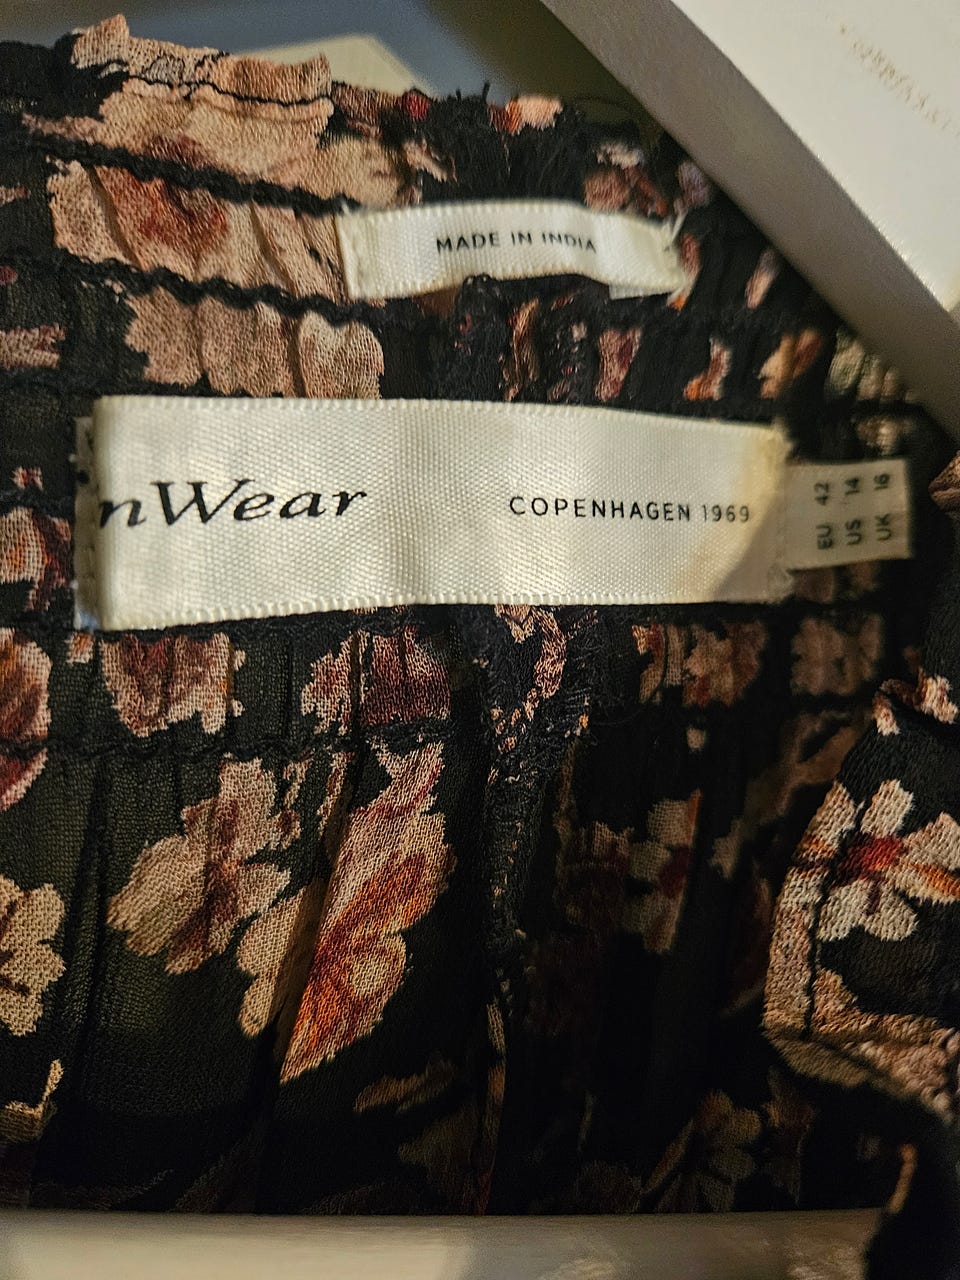 MADE IN INDIA
nWear
COPENHAGEN 1969
EU 42
US 14
UK 16